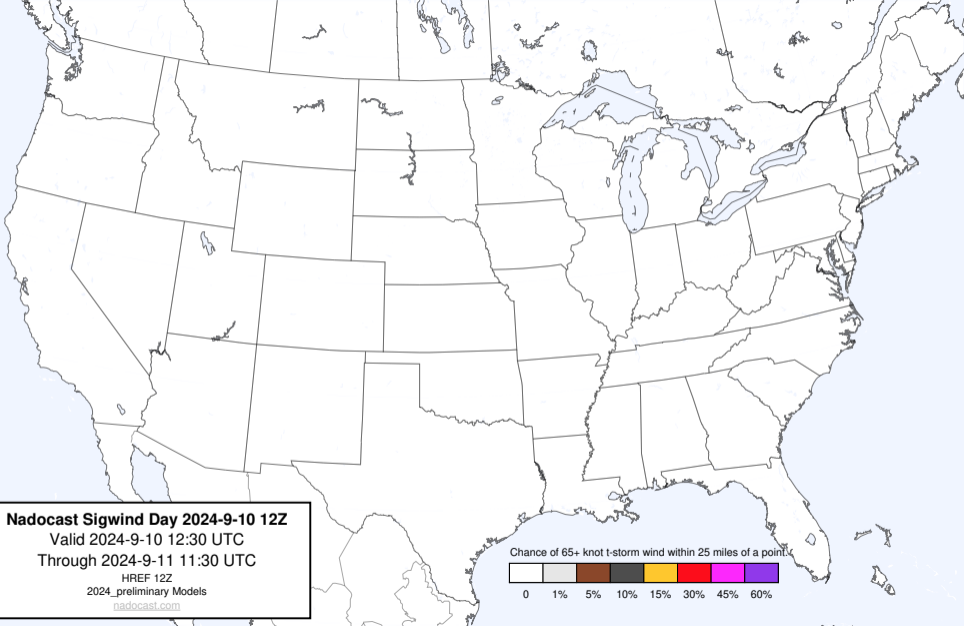 Nadocast Sigwind Day 2024-9-10 12Z
Valid 2024-9-10 12:30 UTC
Through 2024-9-11 11:30 UTC
HREF 12Z
2024_preliminary Models
nadocast.com
Chance of 65+ knot t-storm wind within 25 miles of a point.
0 1% 5% 10% 15% 30% 45% 60%